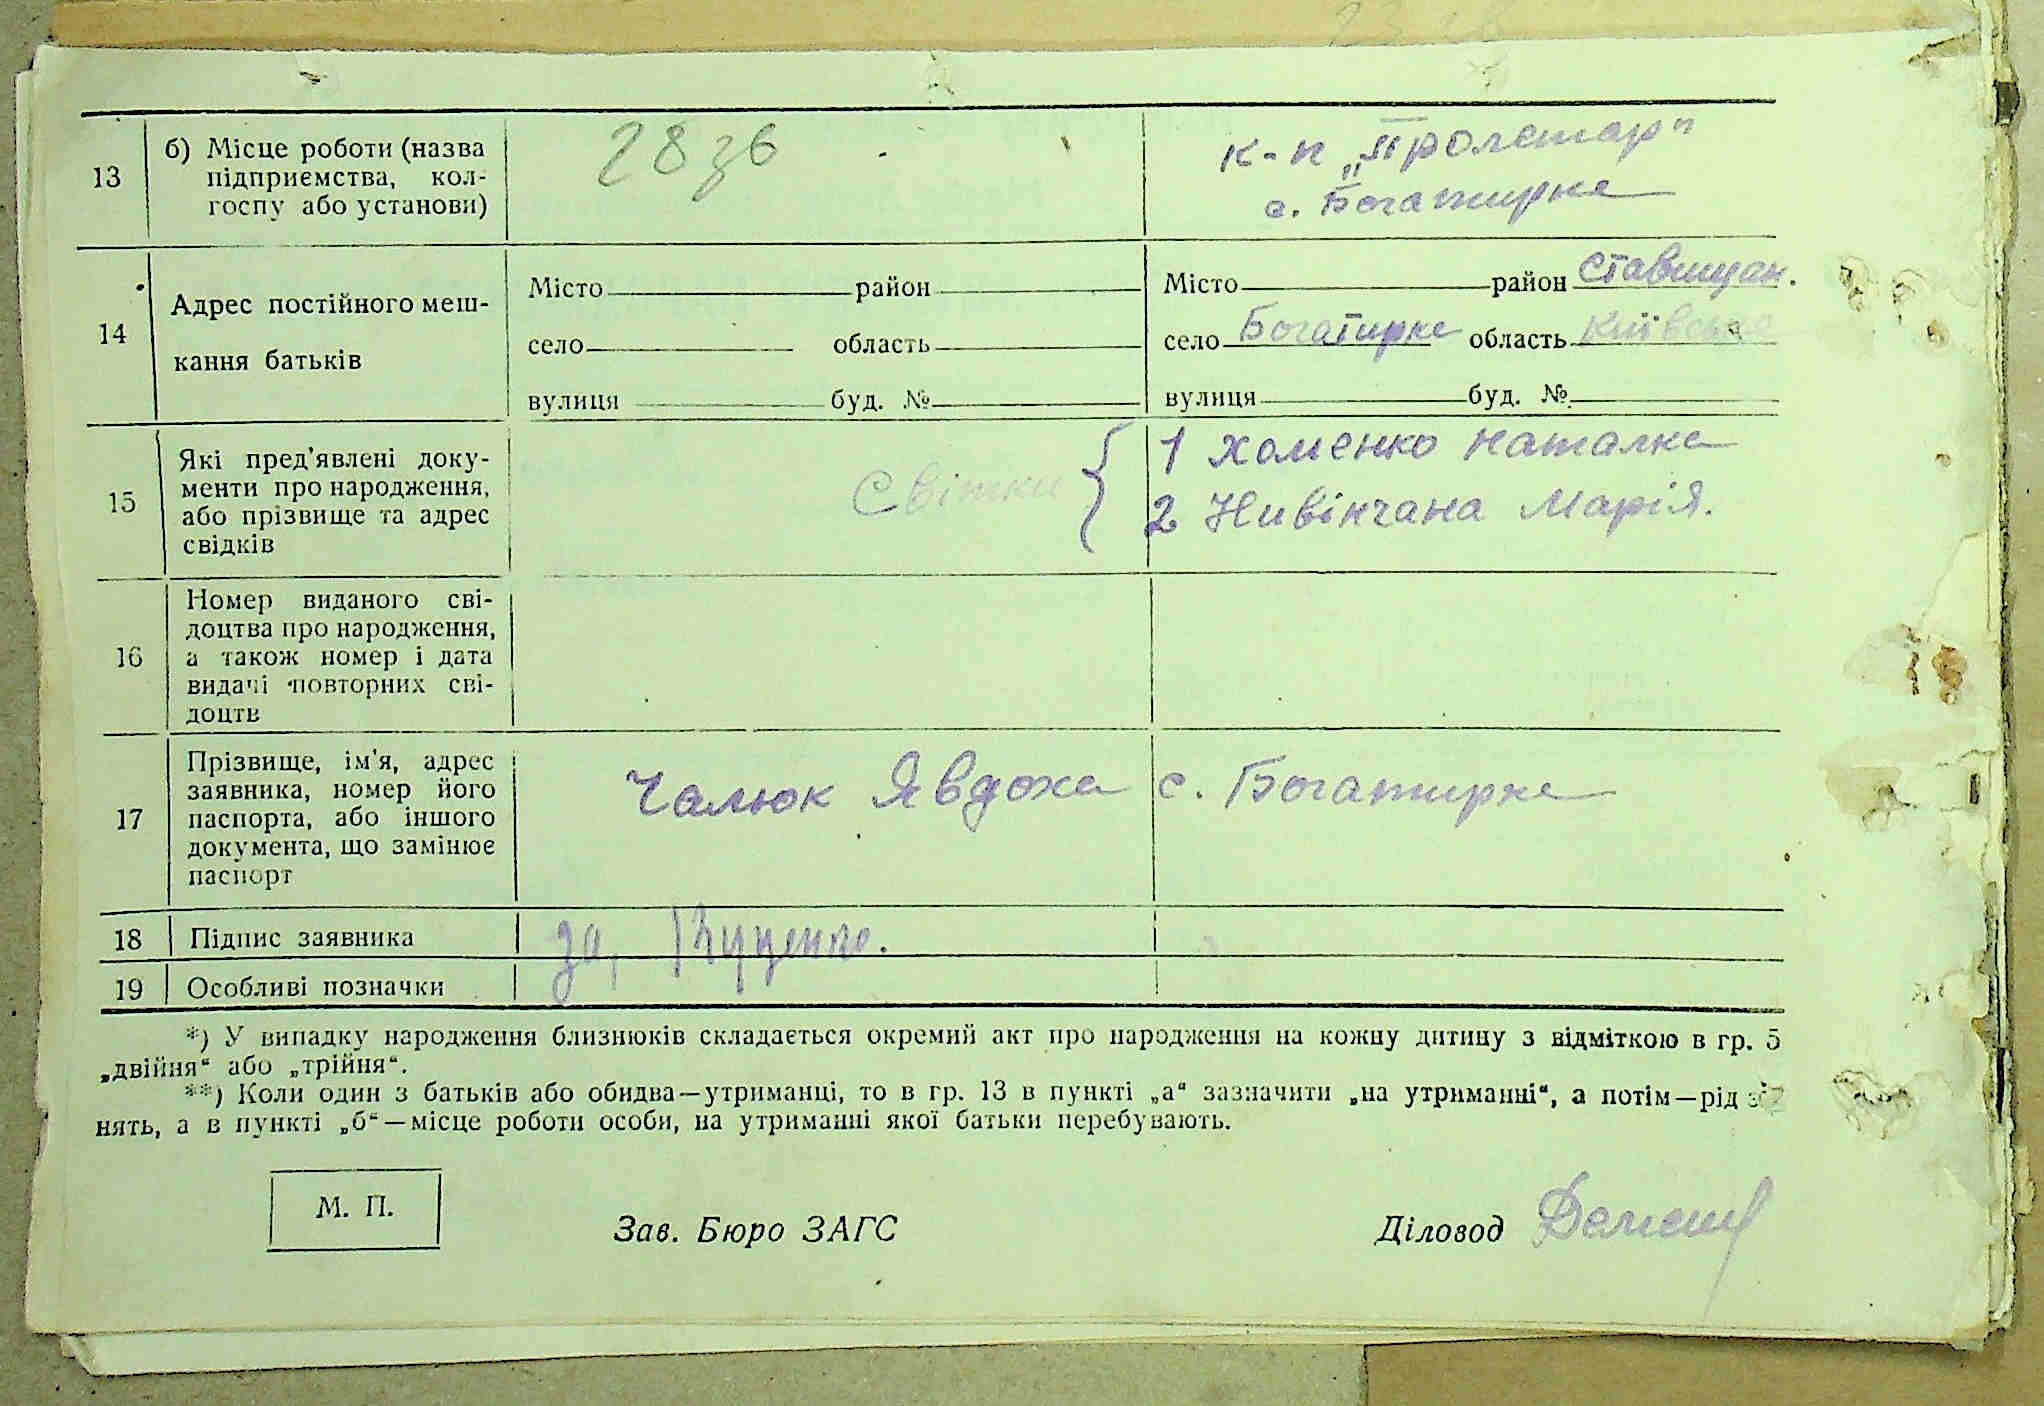 13
б) Місце роботи (назва
підприємства, кол-
госпу або установи)
28 зв
к-п „Пролетар"
с. Богатирка
14
Адрес постійного меш-
кання батьків
Місто район
село область
вулиця буд. №
Місто район Ставищан.
село Богатирка область Київська
вулиця буд. №
15
Які пред'явлені доку-
менти про народження,
або прізвище та адрес
свідків
Світки
1 Хоменко Наталка
2 Нивінчана Марія.
16
Номер виданого сві-
доцтва про народження,
а також номер і дата
видачі повторних сві-
доцтв
17
Прізвище, ім'я, адрес
заявника, номер його
паспорта, або іншого
документа, що замінює
паспорт
Чалюк Явдоха с. Богатирка
18 Підпис заявника
за, Куценко.
19 Особливі позначки
*) У випадку народження близнюків складається окремий акт про народження на кожну дитину з відміткою в гр. 5
„двійня“ або „трійня“.
**) Коли один з батьків або обидва—утриманці, то в гр. 13 в пункті „а“ зазначити „на утриманні“, а потім—рід
нять, а в пункті „б“—місце роботи особи, на утриманні якої батьки перебувають.
М. П.
Зав. Бюро ЗАГС
Діловод